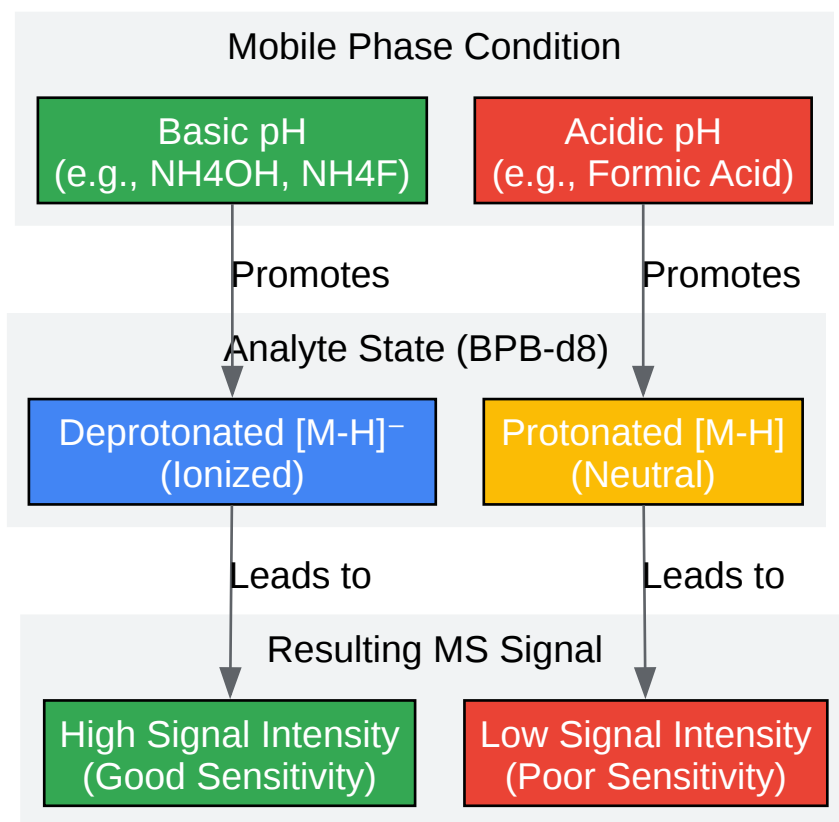 Mobile Phase Condition
Basic pH
(e.g., NH4OH, NH4F)
Acidic pH
(e.g., Formic Acid)
Promotes
Promotes
Analyte State (BPB-d8)
Deprotonated [M-H]⁻
(Ionized)
Protonated [M-H]
(Neutral)
Leads to
Leads to
Resulting MS Signal
High Signal Intensity
(Good Sensitivity)
Low Signal Intensity
(Poor Sensitivity)